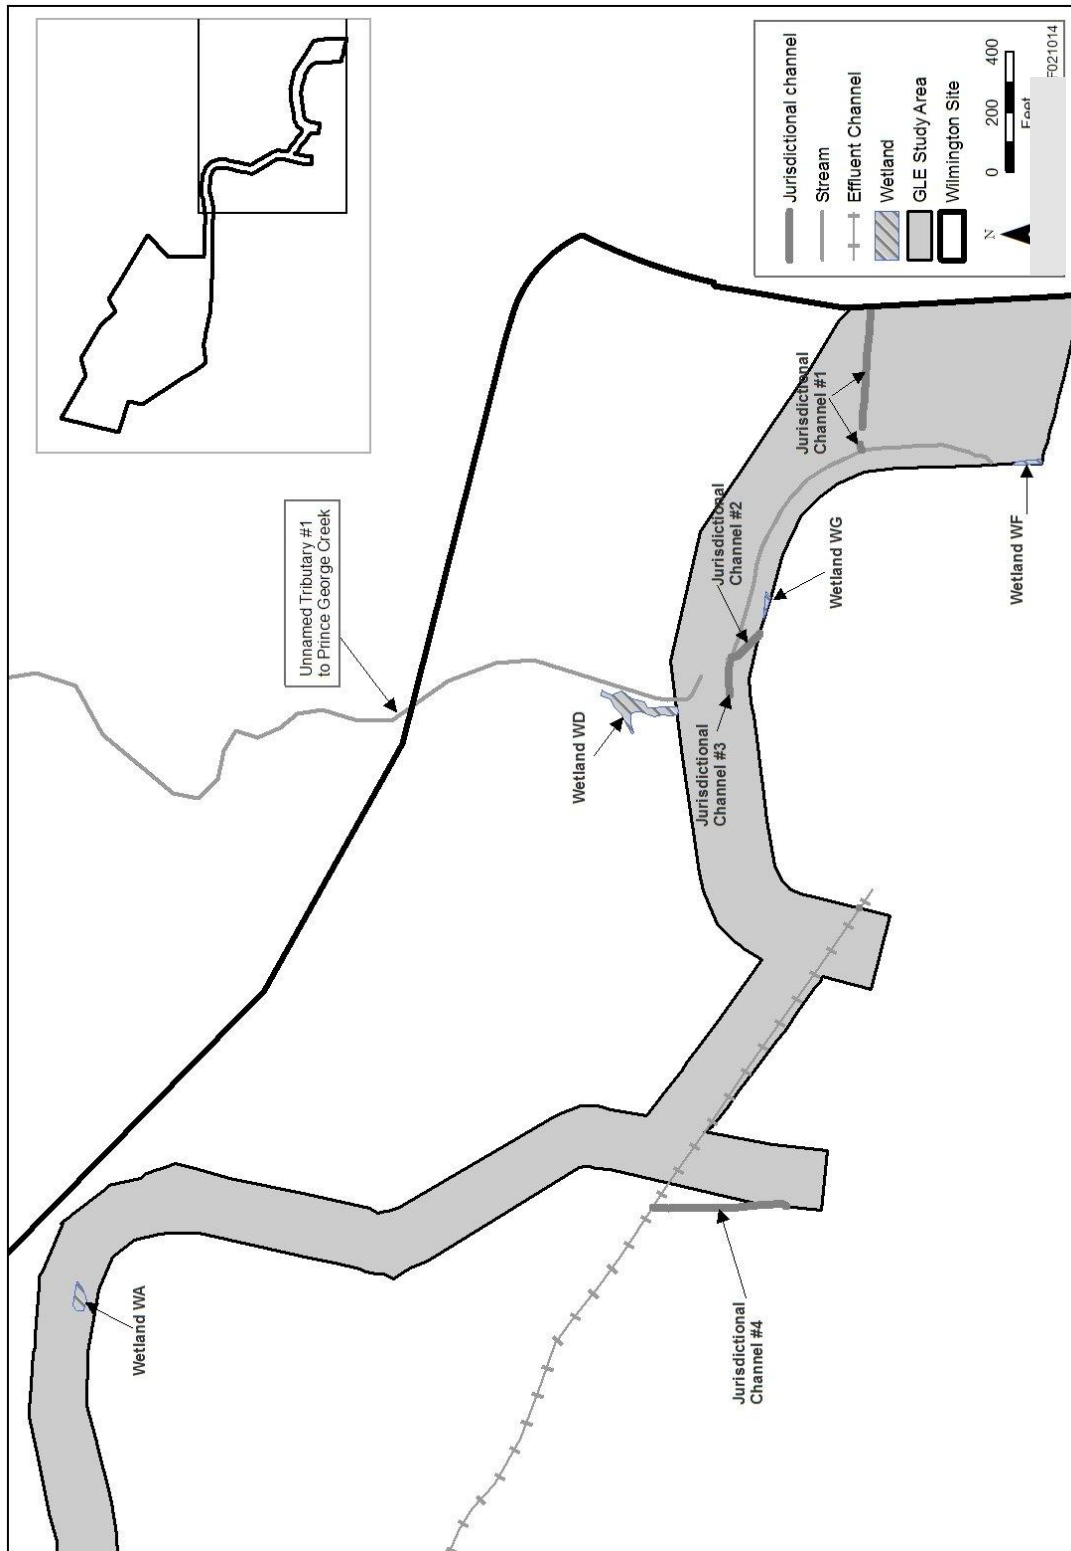 Unnamed Tributary #1
to Prince George Creek
Wetland WA
Wetland WD
Jurisdictional
Channel #4
Jurisdictional
Channel #3
Jurisdictional
Channel #2
Jurisdictional
Channel #1
Wetland WG
Wetland WF
Jurisdictional channel
Stream
Effluent Channel
Wetland
GLE Study Area
Wilmington Site
N
0 200 400
Feet
F021014